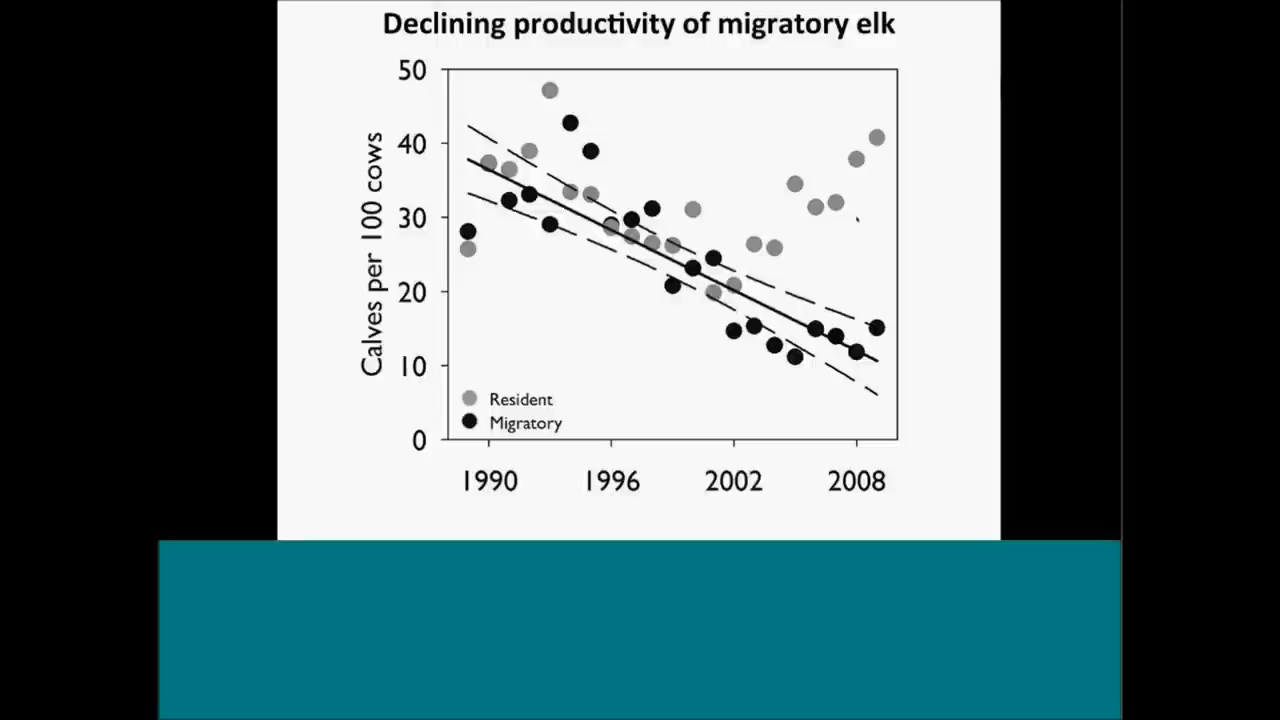 Declining productivity of migratory elk
50
40
30
20
10
0
Calves per 100 cows
Resident
Migratory
1990 1996 2002 2008